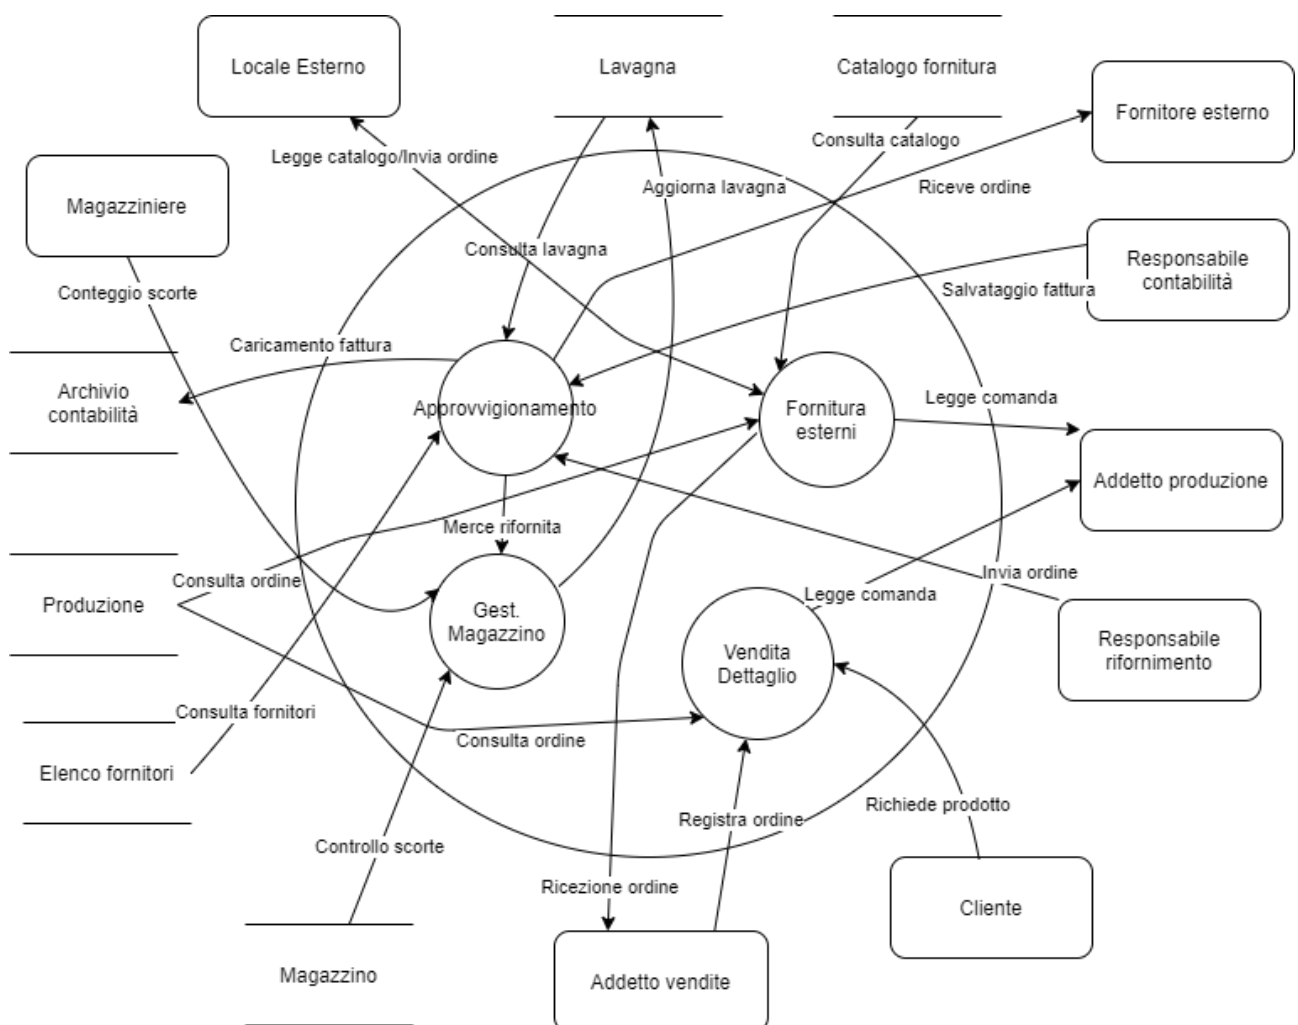 Locale Esterno
Lavagna
Catalogo fornitura
Fornitore esterno
Consulta catalogo
Legge catalogo/Invia ordine
Aggiorna lavagna
Riceve ordine
Magazziniere
Consulta lavagna
Responsabile
contabilità
Conteggio scorte
Salvataggio fattura
Caricamento fattura
Archivio
contabilità
Approvvigionamento
Fornitura
esterni
Legge comanda
Addetto produzione
Merce rifornita
Consulta ordine
Invia ordine
Legge comanda
Produzione
Gest.
Magazzino
Vendita
Dettaglio
Responsabile
rifornimento
Consulta fornitori
Consulta ordine
Elenco fornitori
Richiede prodotto
Registra ordine
Controllo scorte
Ricezione ordine
Cliente
Magazzino
Addetto vendite